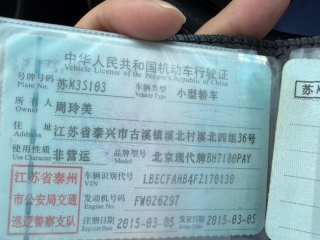 中华人民共和国机动车行驶证
Vehicle License of the People's Republic of China
号牌号码 苏M35103 车辆类型 小型轿车
Plate No. Vehicle Type
所有人 周玲美
Owner
住址 江苏省泰兴市古溪镇溪北村溪北四组36号
Address
使用性质 非营运 品牌型号 北京现代牌BH7180PAY
Use Character Model
江苏省泰州 车辆识别代号 LBECFAHB4FZ170130
VIN
市公安局交通 发动机号码 FW026297
Engine No.
巡逻警察支队 注册日期 2015-03-05 发证日期 2015-03-05
Register Date Issue Date